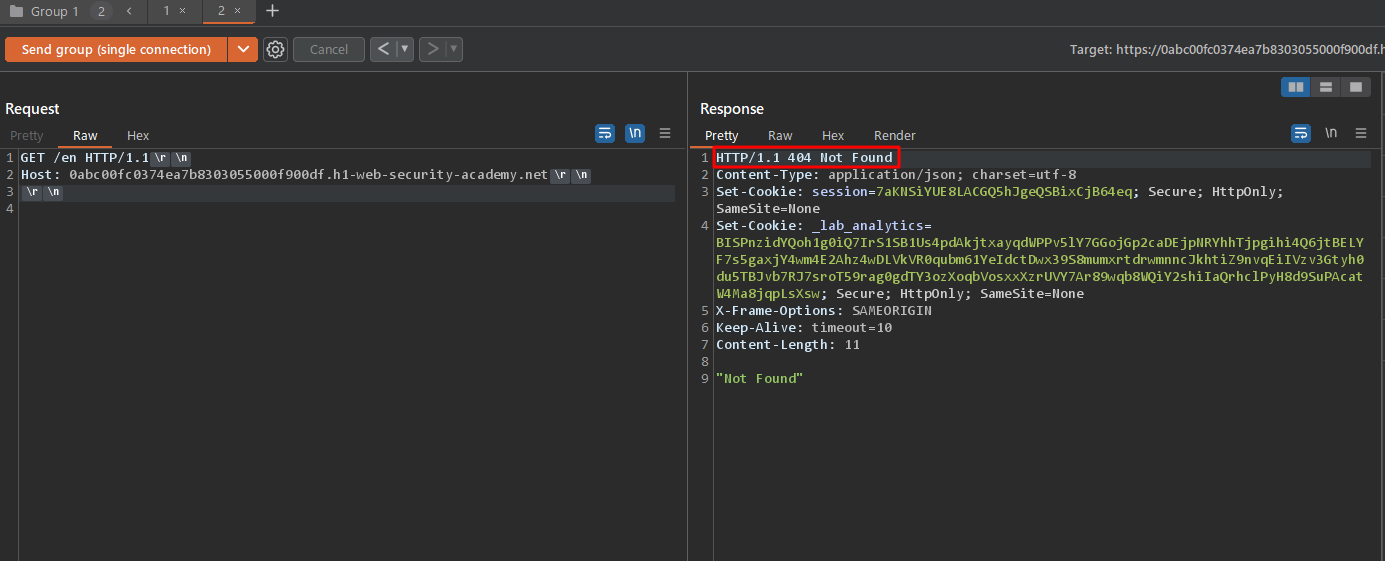 Group 1 2 < 1 × 2 × +
Send group (single connection) Cancel < > Target: https://0abc00fc0374ea7b8303055000f900df.h
Request
Pretty Raw Hex \n
1 GET /en HTTP/1.1 \r \n
2 Host: 0abc00fc0374ea7b8303055000f900df.h1-web-security-academy.net \r \n
3 \r \n
4
Response
Pretty Raw Hex Render \n
1 HTTP/1.1 404 Not Found
2 Content-Type: application/json; charset=utf-8
3 Set-Cookie: session=7aKNSiYUE8LACGQ5hJgeQSBixCjB64eq; Secure; HttpOnly;
SameSite=None
4 Set-Cookie: _lab_analytics=
BISPnzidYQoh1g0iQ7IrS1SB1Us4pdAkjtxayqdWPPv5lY7GGojGp2caDEjpNRYhhTjpgihi4Q6jtBELY
F7s5gaxjY4wm4E2Ahz4wDLVkVR0qubm61YeIdctDwx39S8mumxrtdrwmnncJkhtiZ9nvqEiIVzv3Gtyh0
du5TBJvb7RJ7sroT59rag0gdTY3ozXoqbVosxxXzrUVY7Ar89wqb8WQiY2shiIaQrhclPyH8d9SuPAcat
W4Ma8jqpLsXsw; Secure; HttpOnly; SameSite=None
5 X-Frame-Options: SAMEORIGIN
6 Keep-Alive: timeout=10
7 Content-Length: 11
8
9 "Not Found"